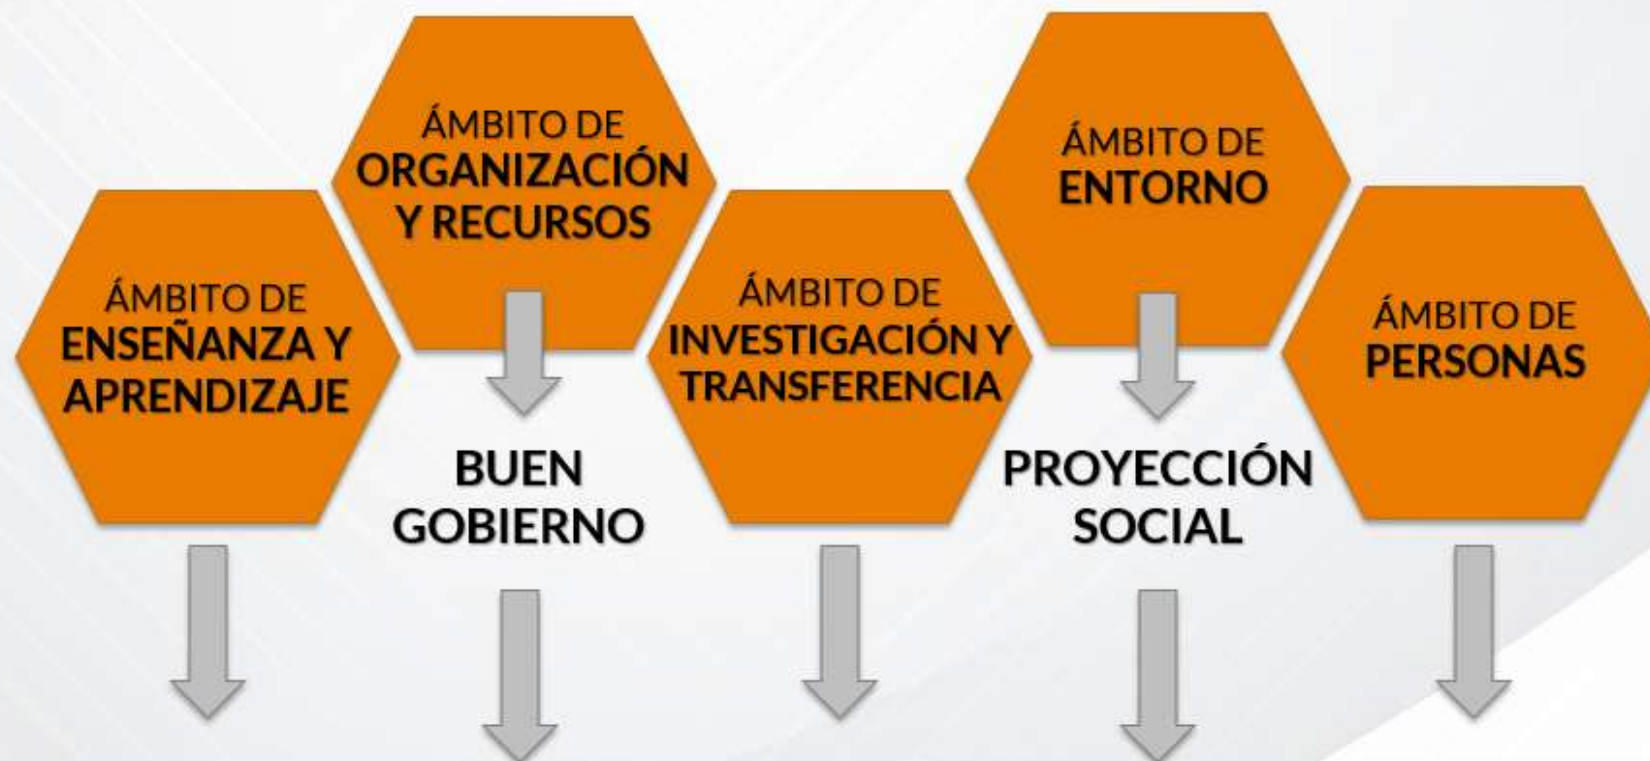 ÁMBITO DE
ENSEÑANZA Y
APRENDIZAJE
ÁMBITO DE
ORGANIZACIÓN
Y RECURSOS
BUEN
GOBIERNO
ÁMBITO DE
INVESTIGACIÓN Y
TRANSFERENCIA
ÁMBITO DE
ENTORNO
PROYECCIÓN
SOCIAL
ÁMBITO DE
PERSONAS